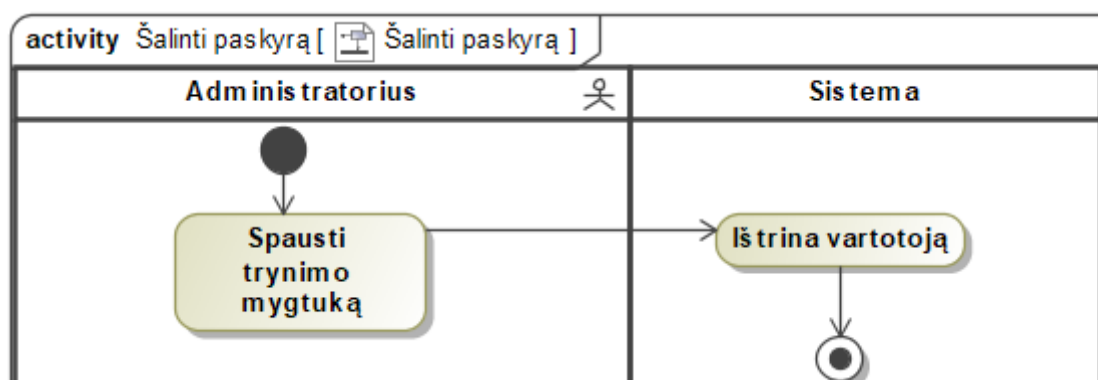 activity Šalinti paskyrą [ Šalinti paskyrą ]
Administratorius
Sistema
Spausti
trynimo
mygtuką
Ištrina vartotoją